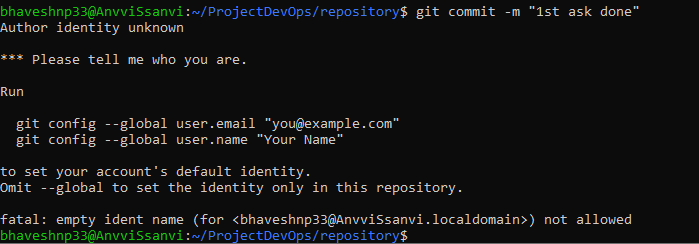 bhaveshnp33@AnvviSsanvi:~/ProjectDevOps/repository$ git commit -m "1st ask done"
Author identity unknown
*** Please tell me who you are.
Run
git config --global user.email "you@example.com"
git config --global user.name "Your Name"
to set your account's default identity.
Omit --global to set the identity only in this repository.
fatal: empty ident name (for <bhaveshnp33@AnvviSsanvi.localdomain>) not allowed
bhaveshnp33@AnvviSsanvi:~/ProjectDevOps/repository$